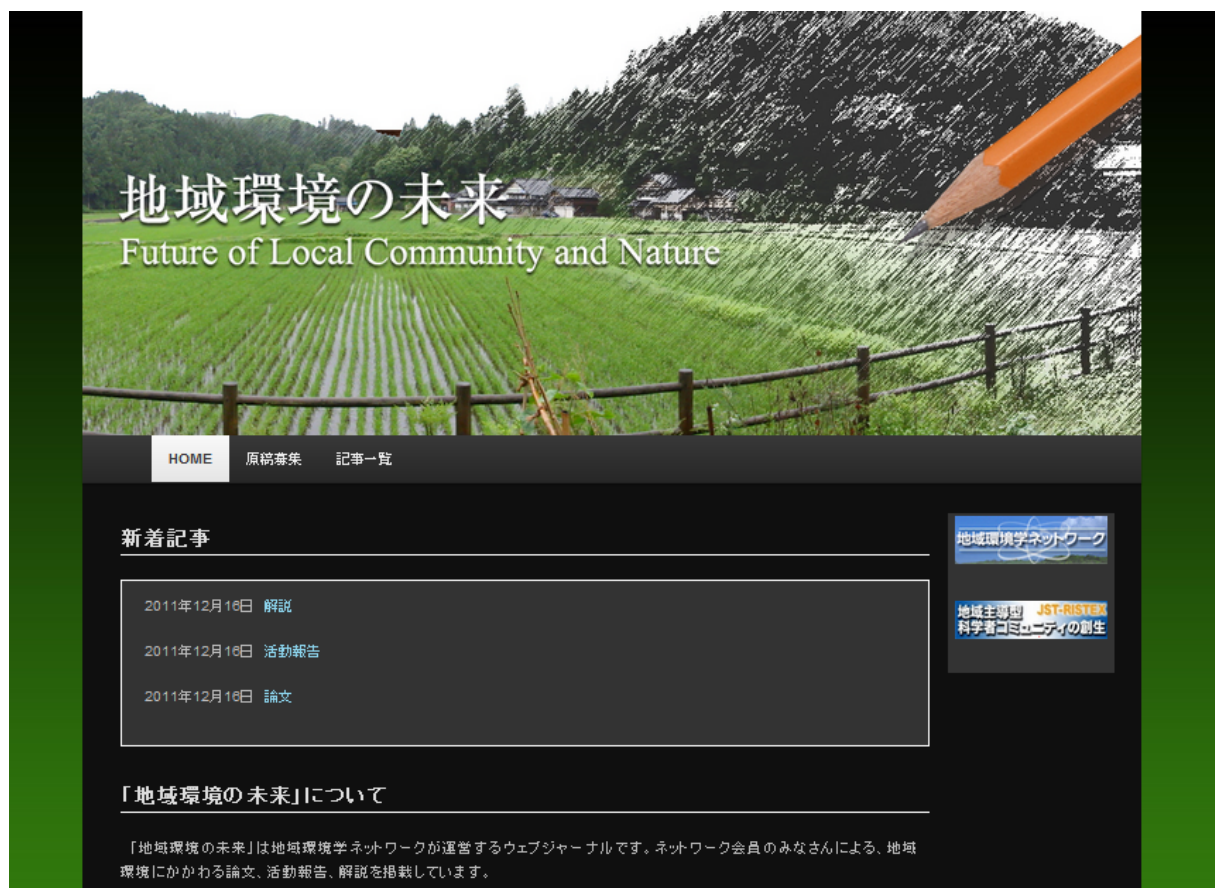 地域環境の未来
Future of Local Community and Nature
HOME 原稿募集 記事一覧
新着記事
2011年12月16日 解説
2011年12月16日 活動報告
2011年12月16日 論文
「地域環境の未来」について
「地域環境の未来」は地域環境学ネットワークが運営するウェブジャーナルです。ネットワーク会員のみなさんによる、地域
環境にかかわる論文、活動報告、解説を掲載しています。
地域環境学ネットワーク
地域主導型 JST-RISTEX
科学者コミュニティの創生